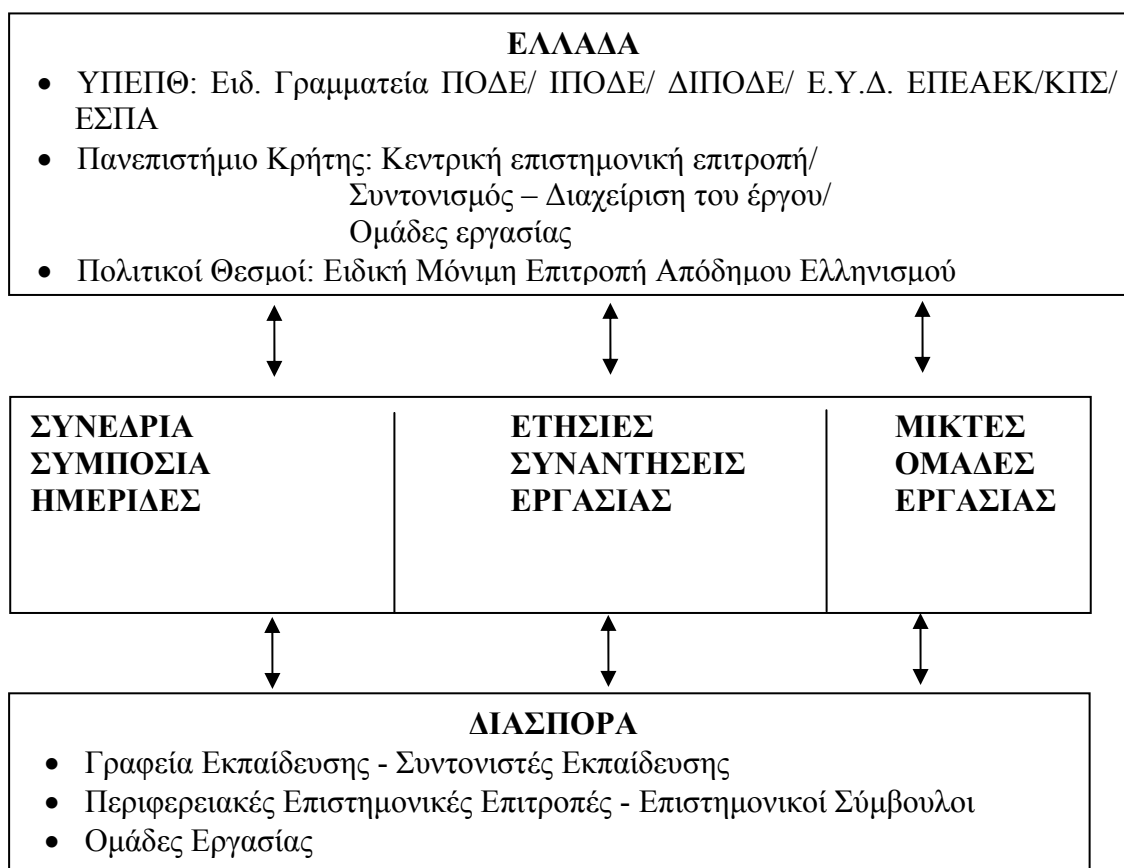 ΕΛΛΑΔΑ
• ΥΠΕΠΘ: Ειδ. Γραμματεία ΠΟΔΕ/ ΙΠΟΔΕ/ ΔΙΠΟΔΕ/ Ε.Υ.Δ. ΕΠΕΑΕΚ/ΚΠΣ/
ΕΣΠΑ
• Πανεπιστήμιο Κρήτης: Κεντρική επιστημονική επιτροπή/
Συντονισμός – Διαχείριση του έργου/
Ομάδες εργασίας
• Πολιτικοί Θεσμοί: Ειδική Μόνιμη Επιτροπή Απόδημου Ελληνισμού
ΣΥΝΕΔΡΙΑ
ΣΥΜΠΟΣΙΑ
ΗΜΕΡΙΔΕΣ
ΕΤΗΣΙΕΣ
ΣΥΝΑΝΤΗΣΕΙΣ
ΕΡΓΑΣΙΑΣ
ΜΙΚΤΕΣ
ΟΜΑΔΕΣ
ΕΡΓΑΣΙΑΣ
ΔΙΑΣΠΟΡΑ
• Γραφεία Εκπαίδευσης - Συντονιστές Εκπαίδευσης
• Περιφερειακές Επιστημονικές Επιτροπές - Επιστημονικοί Σύμβουλοι
• Ομάδες Εργασίας